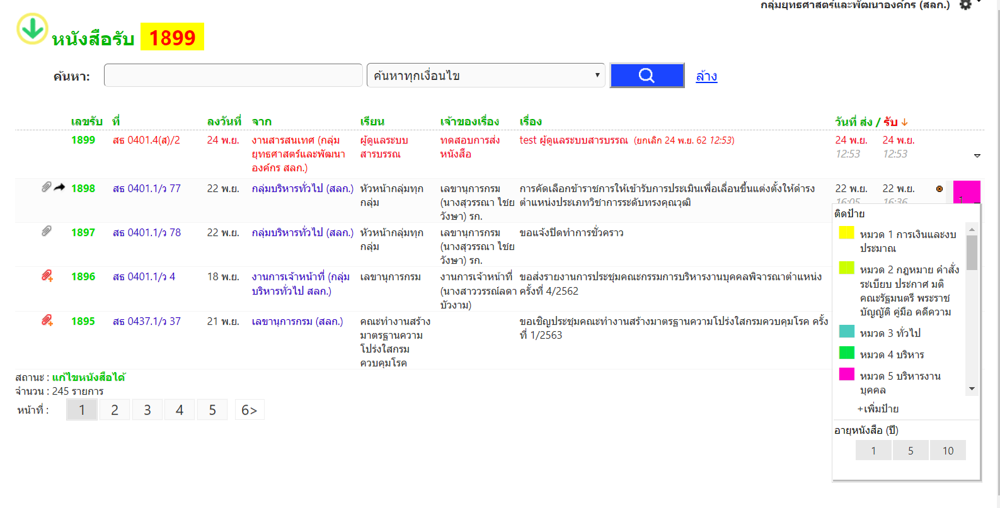 กลุ่มยุทธศาสตร์และพัฒนาองค์กร (สลก.)
หนังสือรับ 1899
ค้นหา: ค้นหาทุกเงื่อนไข ล้าง
เลขรับ ที่ ลงวันที่ จาก เรียน เจ้าของเรื่อง เรื่อง วันที่ ส่ง / รับ
1899 สธ 0401.4(ส)/2 24 พ.ย. งานสารสนเทศ (กลุ่ม ผู้ดูแลระบบ ทดสอบการส่ง test ผู้ดูแลระบบสารบรรณ (ยกเลิก 24 พ.ย. 62 12:53) 24 พ.ย. 24 พ.ย.
ยุทธศาสตร์และพัฒนา สารบรรณ หนังสือ 12:53 12:53
องค์กร สลก.)
1898 สธ 0401.1/ว 77 22 พ.ย. กลุ่มบริหารทั่วไป (สลก.) หัวหน้ากลุ่มทุก เลขานุการกรม การคัดเลือกข้าราชการให้เข้ารับการประเมินเพื่อเลื่อนขึ้นแต่งตั้งให้ดำรง 22 พ.ย. 22 พ.ย.
กลุ่ม (นางสุวรรณา ไชย ตำแหน่งประเภทวิชาการระดับทรงคุณวุฒิ 16:05 16:36 1
วังษา) รก.
1897 สธ 0401.1/ว 78 22 พ.ย. กลุ่มบริหารทั่วไป (สลก.) หัวหน้ากลุ่มทุก เลขานุการกรม ขอแจ้งปิดทำการชั่วคราว
กลุ่ม (นางสุวรรณา ไชย
วังษา) รก.
1896 สธ 0401.1/ว 4 18 พ.ย. งานการเจ้าหน้าที่ (กลุ่ม เลขานุการกรม งานการเจ้าหน้าที่ ขอส่งรายงานการประชุมคณะกรรมการบริหารงานบุคคลพิจารณาตำแหน่ง
บริหารทั่วไป สลก.) (นางสาววรรณ์ลดา ครั้งที่ 4/2562
บัวงาม)
1895 สธ 0437.1/ว 37 21 พ.ย. เลขานุการกรม (สลก.) คณะทำงานสร้าง ขอเชิญประชุมคณะทำงานสร้างมาตรฐานความโปร่งใสกรมควบคุมโรค ครั้ง
มาตรฐานความ ที่ 1/2563
โปร่งใสกรม
ควบคุมโรค
สถานะ : แก้ไขหนังสือได้
จำนวน : 245 รายการ
หน้าที่ : 1 2 3 4 5 6>
ติดป้าย
หมวด 1 การเงินและงบ
ประมาณ
หมวด 2 กฎหมาย คำสั่ง
ระเบียบ ประกาศ มติ
คณะรัฐมนตรี พระราช
บัญญัติ คู่มือ คดีความ
หมวด 3 ทั่วไป
หมวด 4 บริหาร
หมวด 5 บริหารงาน
บุคคล
+เพิ่มป้าย
อายุหนังสือ (ปี)
1 5 10